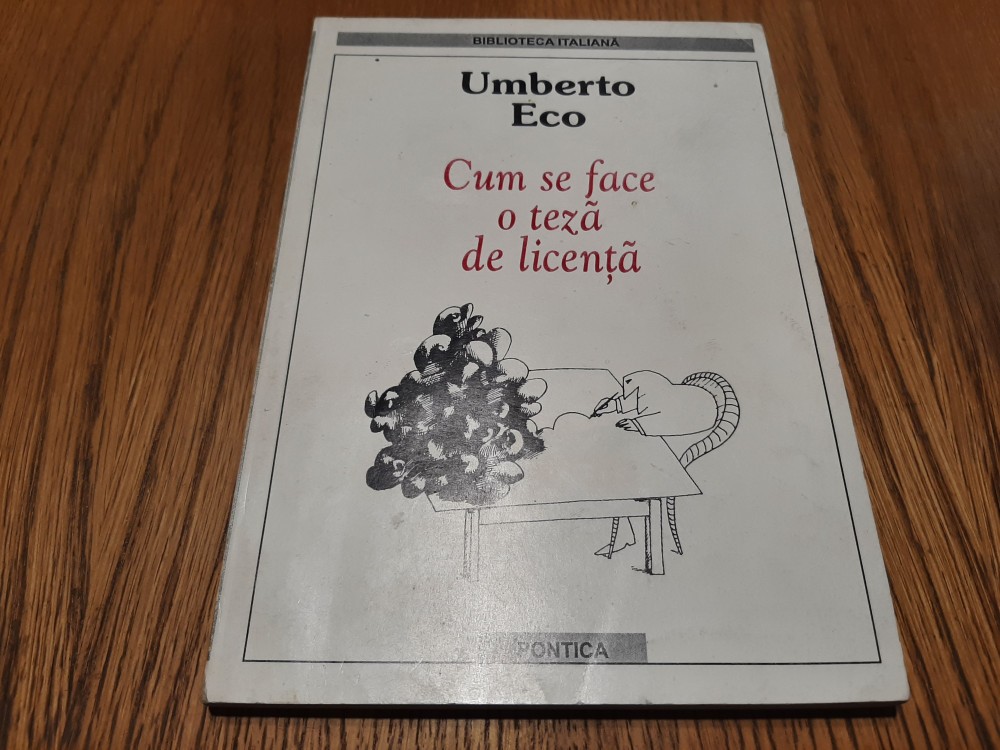 BIBLIOTECA ITALIANĂ
Umberto
Eco
Cum se face
o teză
de licență
PONTICA